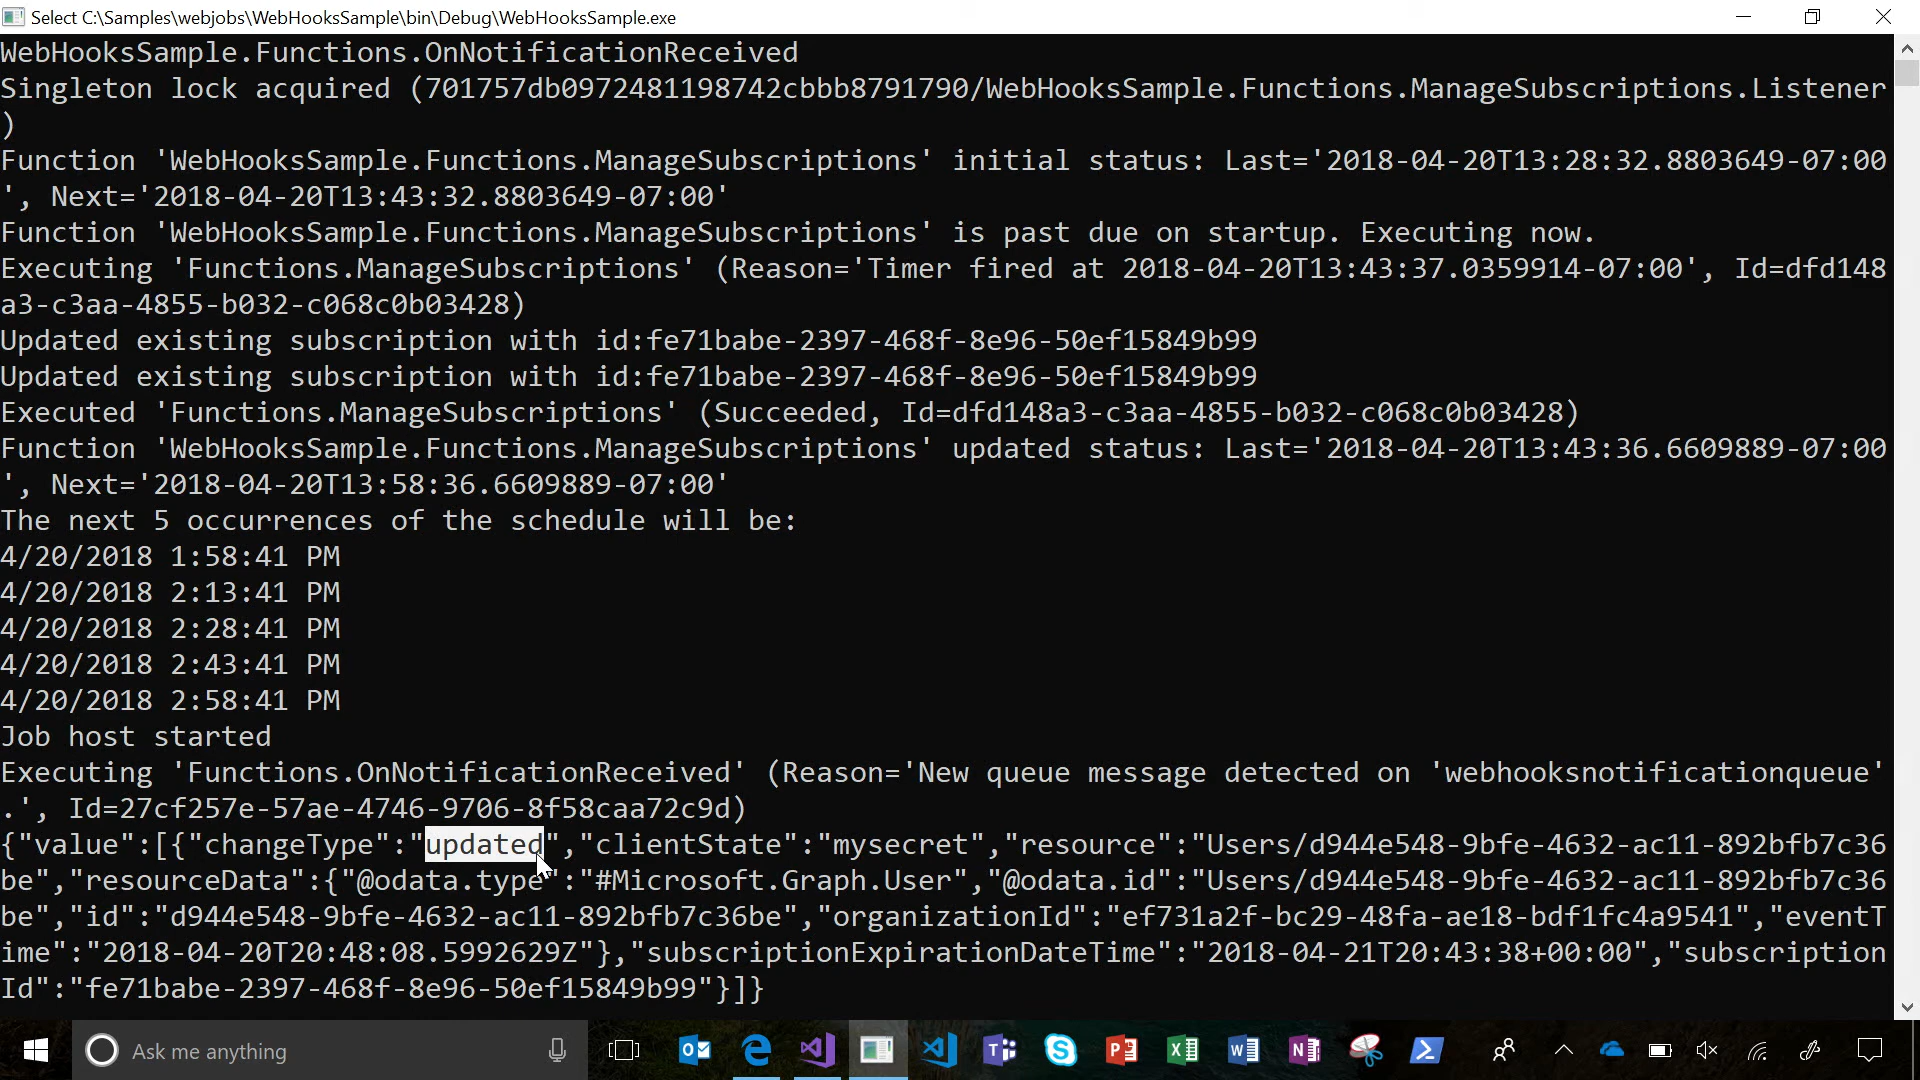 Select C:\Samples\webjobs\WebHooksSample\bin\Debug\WebHooksSample.exe
WebHooksSample.Functions.OnNotificationReceived
Singleton lock acquired (701757db0972481198742cbbb8791790/WebHooksSample.Functions.ManageSubscriptions.Listener
)
Function 'WebHooksSample.Functions.ManageSubscriptions' initial status: Last='2018-04-20T13:28:32.8803649-07:00
', Next='2018-04-20T13:43:32.8803649-07:00'
Function 'WebHooksSample.Functions.ManageSubscriptions' is past due on startup. Executing now.
Executing 'Functions.ManageSubscriptions' (Reason='Timer fired at 2018-04-20T13:43:37.0359914-07:00', Id=dfd148
a3-c3aa-4855-b032-c068c0b03428)
Updated existing subscription with id:fe71babe-2397-468f-8e96-50ef15849b99
Updated existing subscription with id:fe71babe-2397-468f-8e96-50ef15849b99
Executed 'Functions.ManageSubscriptions' (Succeeded, Id=dfd148a3-c3aa-4855-b032-c068c0b03428)
Function 'WebHooksSample.Functions.ManageSubscriptions' updated status: Last='2018-04-20T13:43:36.6609889-07:00
', Next='2018-04-20T13:58:36.6609889-07:00'
The next 5 occurrences of the schedule will be:
4/20/2018 1:58:41 PM
4/20/2018 2:13:41 PM
4/20/2018 2:28:41 PM
4/20/2018 2:43:41 PM
4/20/2018 2:58:41 PM
Job host started
Executing 'Functions.OnNotificationReceived' (Reason='New queue message detected on 'webhooksnotificationqueue'
.', Id=27cf257e-57ae-4746-9706-8f58caa72c9d)
{"value":[{"changeType":"updated","clientState":"mysecret","resource":"Users/d944e548-9bfe-4632-ac11-892bfb7c36
be","resourceData":{"@odata.type":"#Microsoft.Graph.User","@odata.id":"Users/d944e548-9bfe-4632-ac11-892bfb7c36
be","id":"d944e548-9bfe-4632-ac11-892bfb7c36be","organizationId":"ef731a2f-bc29-48fa-ae18-bdf1fc4a9541","eventT
ime":"2018-04-20T20:48:08.5992629Z"},"subscriptionExpirationDateTime":"2018-04-21T20:43:38+00:00","subscription
Id":"fe71babe-2397-468f-8e96-50ef15849b99"}]}
Ask me anything